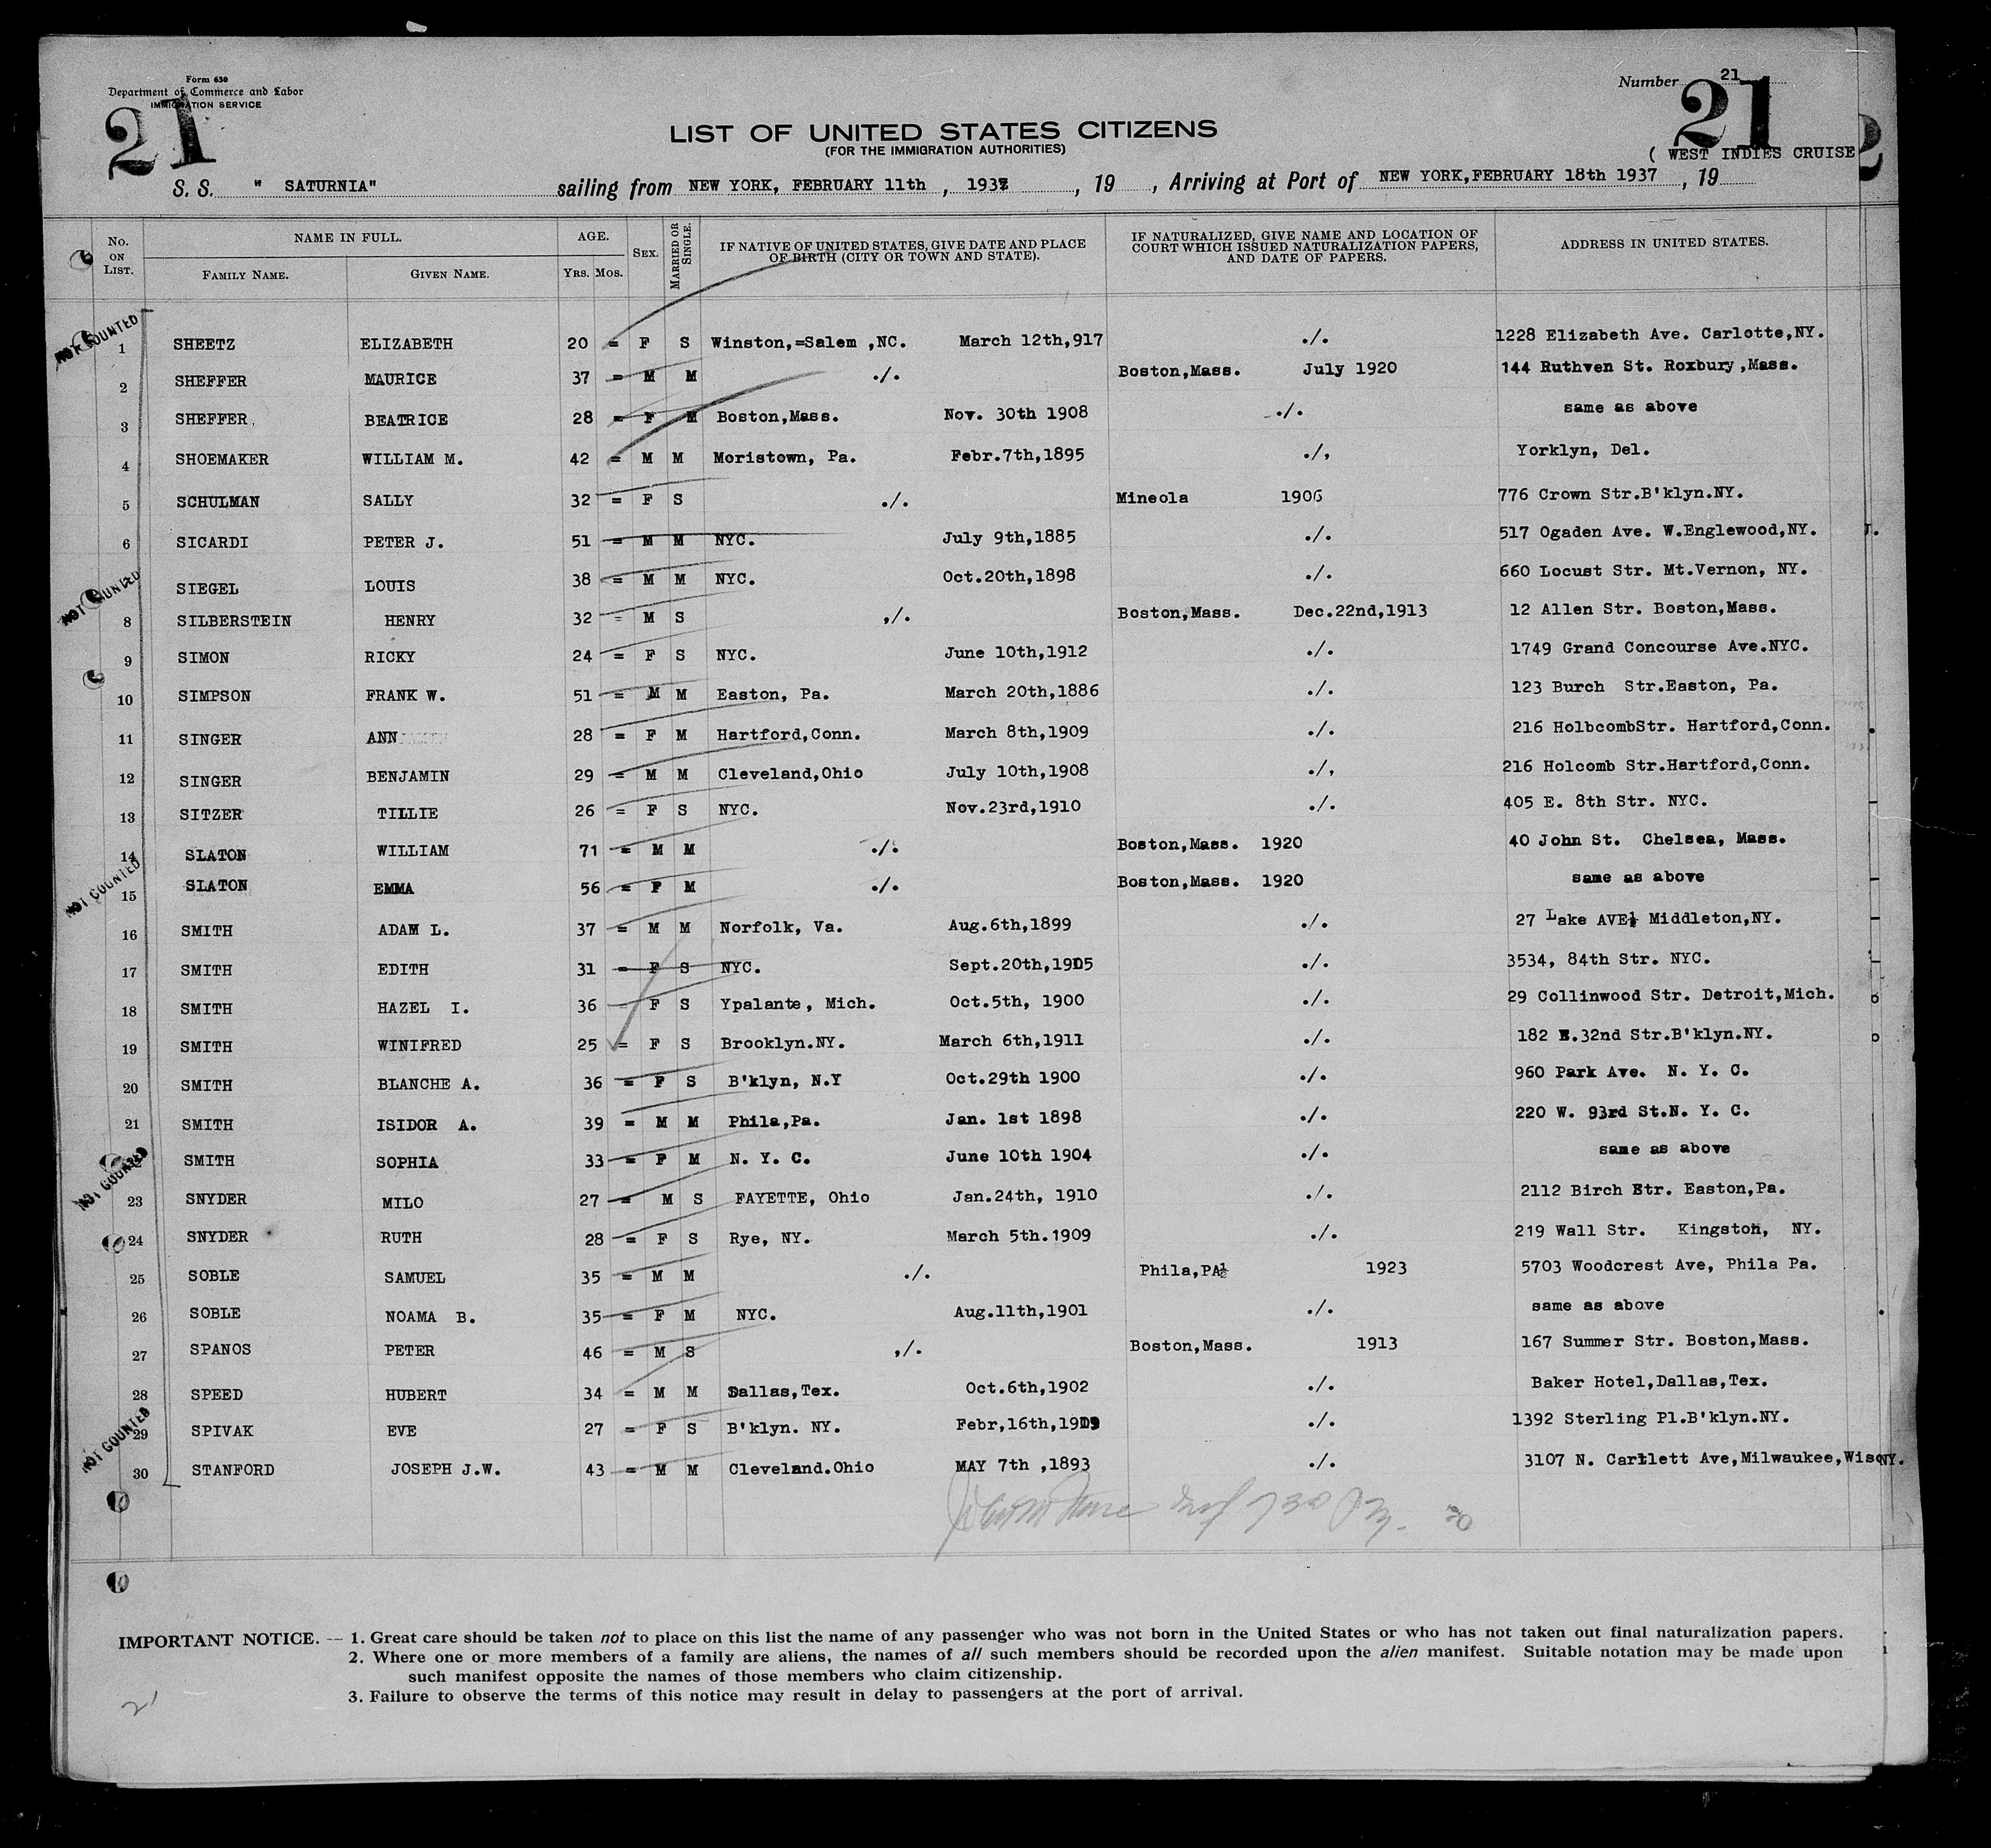 Form 630
Department of Commerce and Labor
IMMIGRATION SERVICE
21
Number 21
21
LIST OF UNITED STATES CITIZENS
(FOR THE IMMIGRATION AUTHORITIES)
( WEST INDIES CRUISE
S. S. " SATURNIA" sailing from NEW YORK, FEBRUARY 11th , 1937 , 19 , Arriving at Port of NEW YORK,FEBRUARY 18th 1937 , 19
No. ON LIST. NAME IN FULL. FAMILY NAME. GIVEN NAME. AGE. YRS. MOS. SEX. MARRIED OR SINGLE. IF NATIVE OF UNITED STATES, GIVE DATE AND PLACE OF BIRTH (CITY OR TOWN AND STATE). IF NATURALIZED, GIVE NAME AND LOCATION OF COURT WHICH ISSUED NATURALIZATION PAPERS, AND DATE OF PAPERS. ADDRESS IN UNITED STATES.
NOT COUNTED
1 SHEETZ ELIZABETH 20 = F S Winston,=Salem ,NC. March 12th,917 ./. 1228 Elizabeth Ave. Carlotte,NY.
2 SHEFFER MAURICE 37 = M M ./. Boston,Mass. July 1920 144 Ruthven St. Roxbury,Mass.
3 SHEFFER, BEATRICE 28 = F M Boston,Mass. Nov. 30th 1908 ./. same as above
4 SHOEMAKER WILLIAM M. 42 = M M Moristown, Pa. Febr.7th,1895 ./, Yorklyn, Del.
5 SCHULMAN SALLY 32 = F S ./. Mineola 1906 776 Crown Str.B'klyn.NY.
6 SICARDI PETER J. 51 = M M NYC. July 9th,1885 ./. 517 Ogaden Ave. W.Englewood,NY.
NOT COUNTED
SIEGEL LOUIS 38 = M M NYC. Oct.20th,1898 ./. 660 Locust Str. Mt.Vernon, NY.
8 SILBERSTEIN HENRY 32 = M S ,/. Boston,Mass. Dec.22nd,1913 12 Allen Str. Boston,Mass.
9 SIMON RICKY 24 = F S NYC. June 10th,1912 ./. 1749 Grand Concourse Ave.NYC.
10 SIMPSON FRANK W. 51 = M M Easton, Pa. March 20th,1886 ./. 123 Burch Str.Easton, Pa.
11 SINGER ANN 28 = F M Hartford,Conn. March 8th,1909 ./. 216 HolbcombStr. Hartford,Conn.
12 SINGER BENJAMIN 29 = M M Cleveland,Ohio July 10th,1908 ./, 216 Holcomb Str.Hartford,Conn.
13 SITZER TILLIE 26 = F S NYC. Nov.23rd,1910 ./. 405 E. 8th Str. NYC.
14 SLATON WILLIAM 71 = M M ./. Boston,Mass. 1920 40 John St. Chelsea, Mass.
NOT COUNTED
15 SLATON EMMA 56 = F M ./. Boston,Mass. 1920 same as above
16 SMITH ADAM L. 37 = M M Norfolk, Va. Aug.6th,1899 ./. 27 Lake AVE. Middleton,NY.
17 SMITH EDITH 31 = F S NYC. Sept.20th,1905 ./. 3534, 84th Str. NYC.
18 SMITH HAZEL I. 36 F S Ypalante, Mich. Oct.5th, 1900 ./. 29 Collinwood Str. Detroit,Mich.
19 SMITH WINIFRED 25 = F S Brooklyn.NY. March 6th,1911 ./. 182 E.32nd Str.B'klyn.NY.
20 SMITH BLANCHE A. 36 = F S B'klyn, N.Y Oct.29th 1900 ./. 960 Park Ave. N. Y. C.
21 SMITH ISIDOR A. 39 = M M Phila,Pa. Jan. 1st 1898 ./. 220 W. 93rd St.N. Y. C.
NOT COUNTED
SMITH SOPHIA 33 = F M N. Y. C. June 10th 1904 ./. same as above
23 SNYDER MILO 27 = M S FAYETTE, Ohio Jan.24th, 1910 ./. 2112 Birch Str. Easton,Pa.
24 SNYDER RUTH 28 = F S Rye, NY. March 5th.1909 ./. 219 Wall Str. Kingston, NY.
25 SOBLE SAMUEL 35 = M M ./. Phila,PA. 1923 5703 Woodcrest Ave, Phila Pa.
26 SOBLE NOAMA B. 35 = F M NYC. Aug.11th,1901 ./. same as above
27 SPANOS PETER 46 = M S ,/. Boston,Mass. 1913 167 Summer Str. Boston,Mass.
28 SPEED HUBERT 34 = M M Dallas,Tex. Oct.6th,1902 ./. Baker Hotel,Dallas,Tex.
NOT COUNTED
29 SPIVAK EVE 27 = F S B'klyn. NY. Febr,16th,1909 ./. 1392 Sterling Pl.B'klyn.NY.
30 STANFORD JOSEPH J.W. 43 = M M Cleveland.Ohio MAY 7th ,1893 ./. 3107 N. Cartlett Ave,Milwaukee,Wisc
30
IMPORTANT NOTICE. — 1. Great care should be taken not to place on this list the name of any passenger who was not born in the United States or who has not taken out final naturalization papers.
2. Where one or more members of a family are aliens, the names of all such members should be recorded upon the alien manifest. Suitable notation may be made upon
such manifest opposite the names of those members who claim citizenship.
3. Failure to observe the terms of this notice may result in delay to passengers at the port of arrival.
21